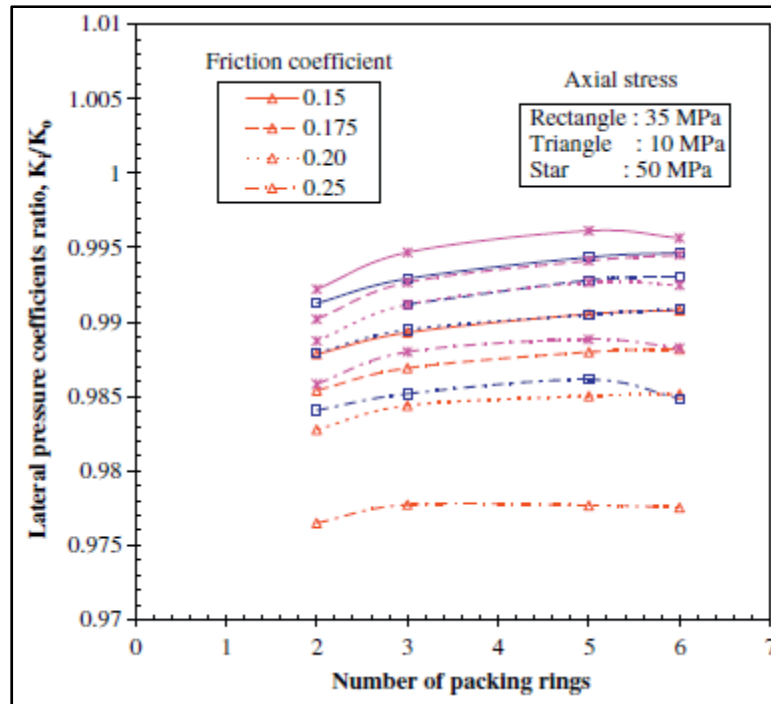 1.01
1.005
1
0.995
0.99
0.985
0.98
0.975
0.97
Lateral pressure coefficients ratio, Kᵢ/Kₒ
Friction coefficient
0.15
0.175
0.20
0.25
Axial stress
Rectangle : 35 MPa
Triangle : 10 MPa
Star : 50 MPa
0 1 2 3 4 5 6 7
Number of packing rings